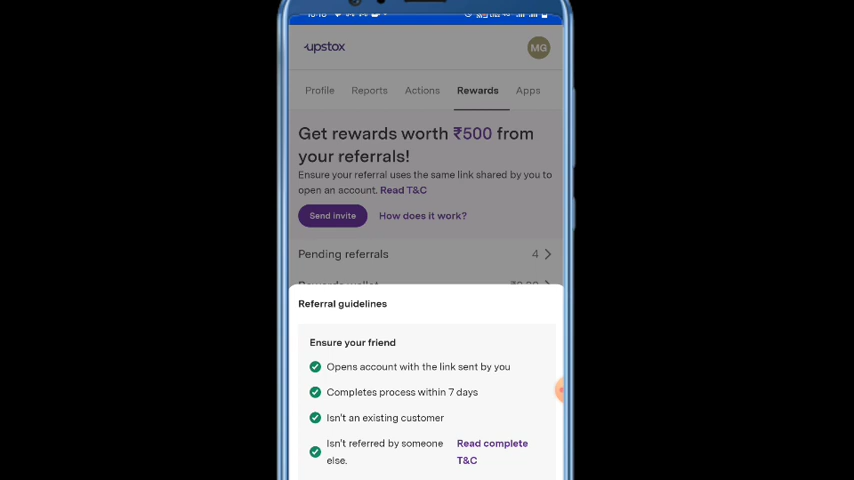 upstox
MG
Profile Reports Actions Rewards Apps
Get rewards worth ₹500 from
your referrals!
Ensure your referral uses the same link shared by you to
open an account. Read T&C
Send invite How does it work?
Pending referrals 4
Rewards wallet
Referral guidelines
Ensure your friend
Opens account with the link sent by you
Completes process within 7 days
Isn't an existing customer
Isn't referred by someone Read complete
else. T&C